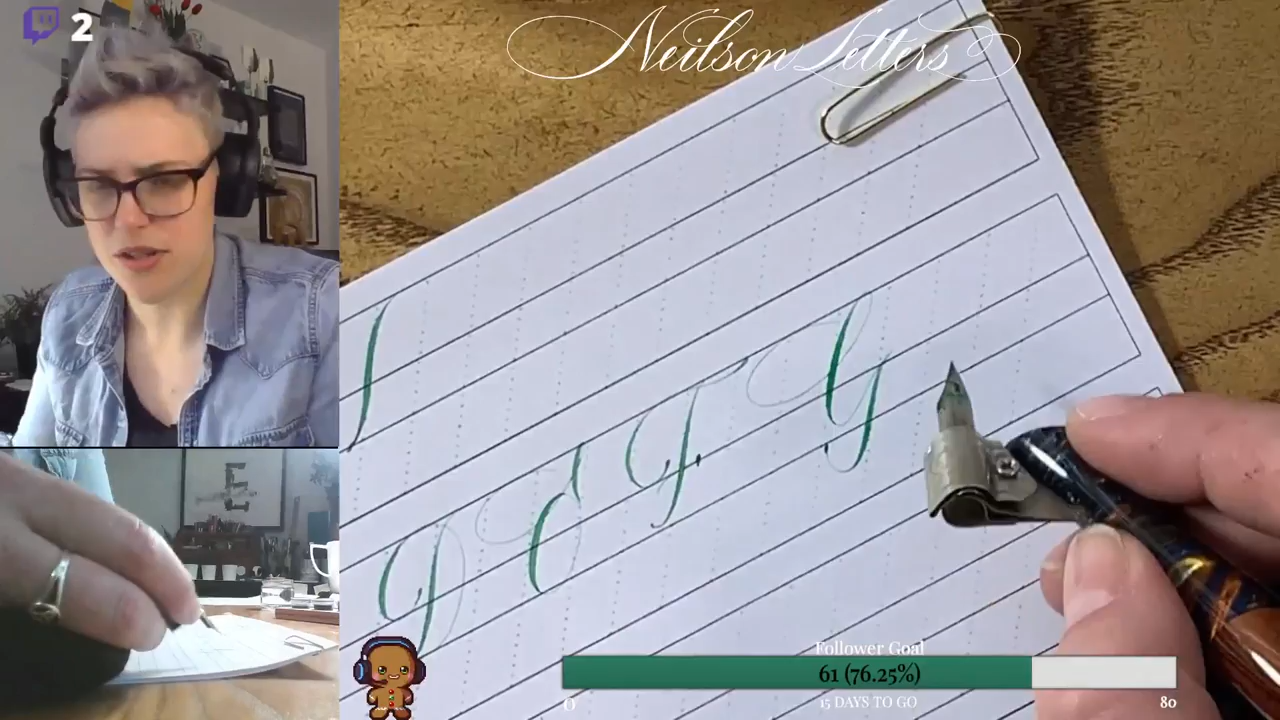 2
Neilson Letters
D E F G
Follower Goal
61 (76.25%)
0 15 DAYS TO GO 80